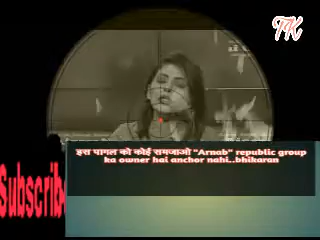 TK
इस पागल को कोई समजाओ "Arnab" republic group
ka owner hai anchor nahi..bhikaran
Subscrib